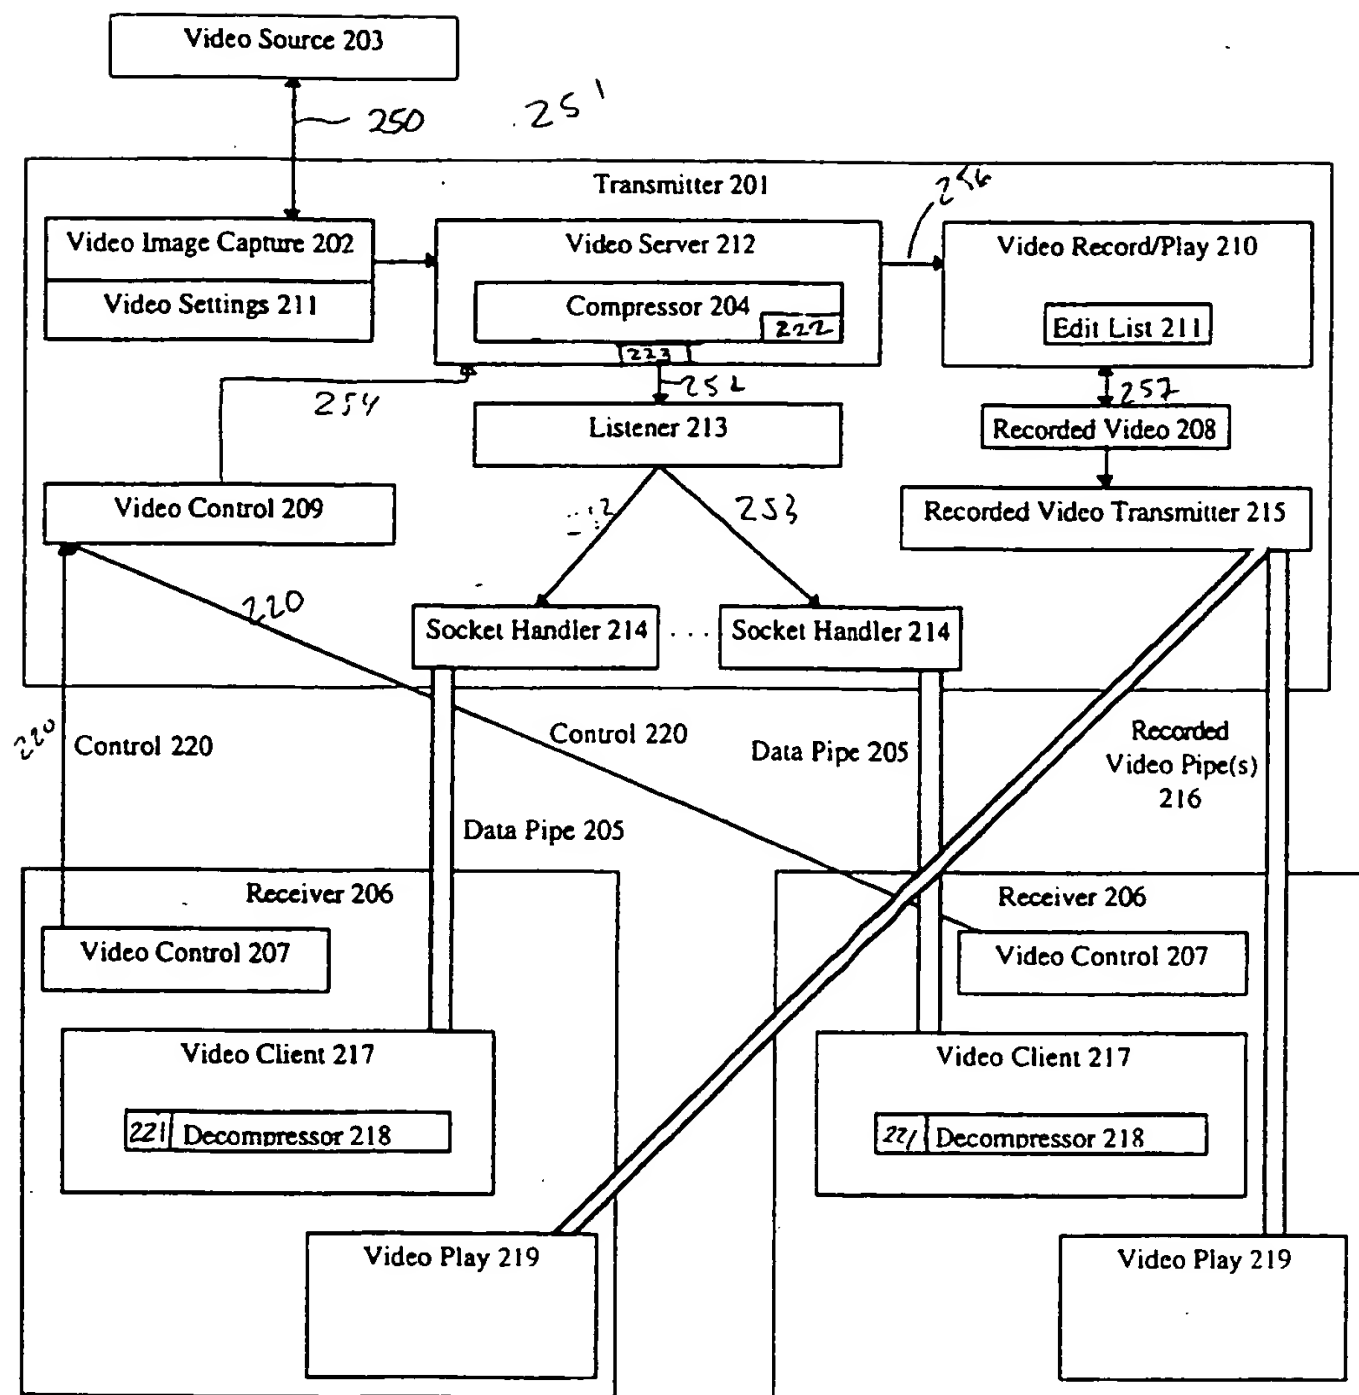 Video Source 203
250
251
Transmitter 201
256
Video Image Capture 202
Video Settings 211
Video Server 212
Compressor 204
222
223
Video Record/Play 210
Edit List 211
254
252
257
Listener 213
Recorded Video 208
Video Control 209
253
Recorded Video Transmitter 215
220
Socket Handler 214 . . . Socket Handler 214
220
Control 220
Control 220
Data Pipe 205
Recorded
Video Pipe(s)
216
Data Pipe 205
Receiver 206
Receiver 206
Video Control 207
Video Control 207
Video Client 217
Video Client 217
221 Decompressor 218
221 Decompressor 218
Video Play 219
Video Play 219